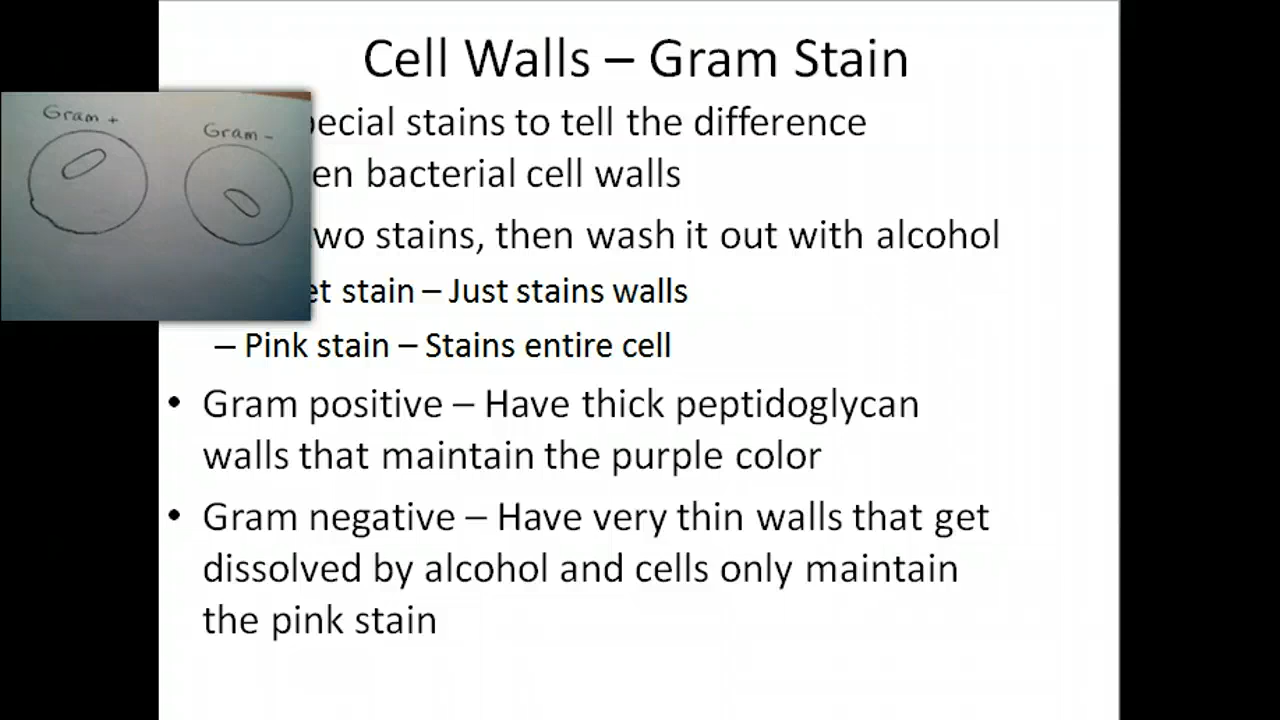 Cell Walls – Gram Stain
Gram +
Gram –
pecial stains to tell the difference
en bacterial cell walls
wo stains, then wash it out with alcohol
et stain – Just stains walls
– Pink stain – Stains entire cell
• Gram positive – Have thick peptidoglycan
walls that maintain the purple color
• Gram negative – Have very thin walls that get
dissolved by alcohol and cells only maintain
the pink stain